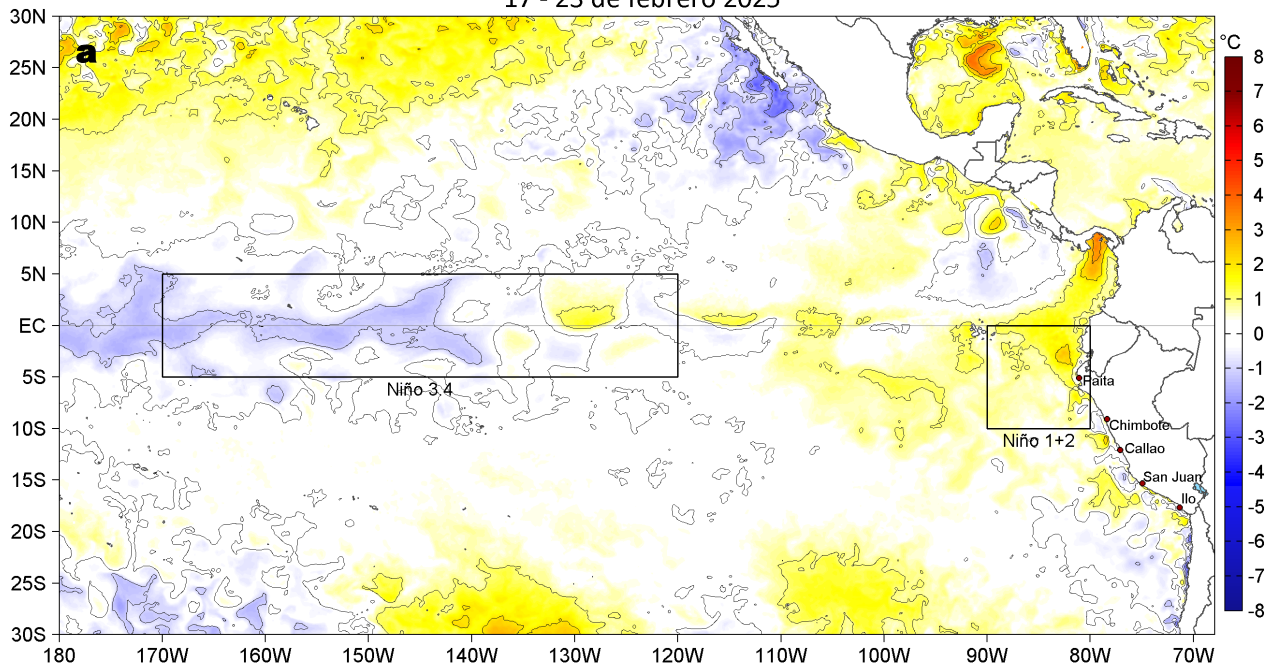 17 - 23 de febrero 2025
a
30N
25N
20N
15N
10N
5N
EC
5S
10S
15S
20S
25S
30S
180
170W
160W
150W
140W
130W
120W
110W
100W
90W
80W
70W
Niño 3.4
Niño 1+2
Paita
Chimbote
Callao
San Juan
Ilo
°C
8
7
6
5
4
3
2
1
0
-1
-2
-3
-4
-5
-6
-7
-8